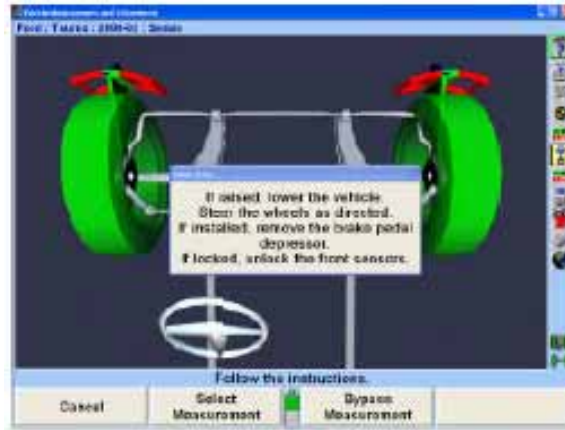 Ford : Taurus : 2000-03 : Sedan
If raised, lower the vehicle.
Steer the wheels as directed.
If installed, remove the brake pedal
depressor.
If locked, unlock the front sensors.
Follow the instructions.
Cancel
Select
Measurement
Bypass
Measurement